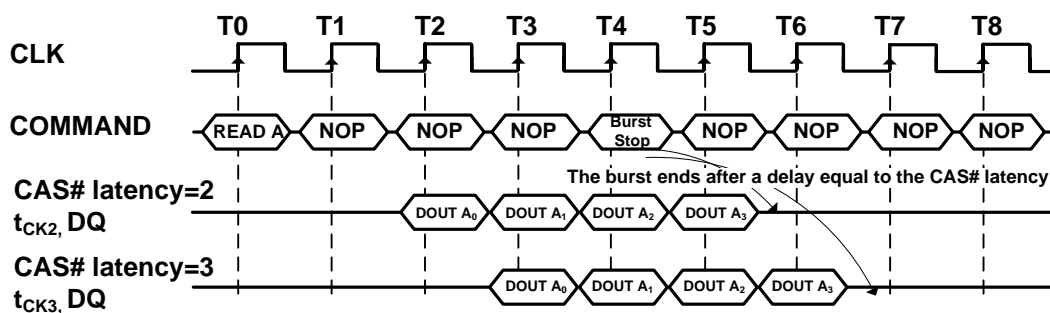 T0 T1 T2 T3 T4 T5 T6 T7 T8
CLK
COMMAND READ A NOP NOP NOP Burst Stop NOP NOP NOP NOP
The burst ends after a delay equal to the CAS# latency
CAS# latency=2
tCK2, DQ DOUT A0 DOUT A1 DOUT A2 DOUT A3
CAS# latency=3
tCK3, DQ DOUT A0 DOUT A1 DOUT A2 DOUT A3